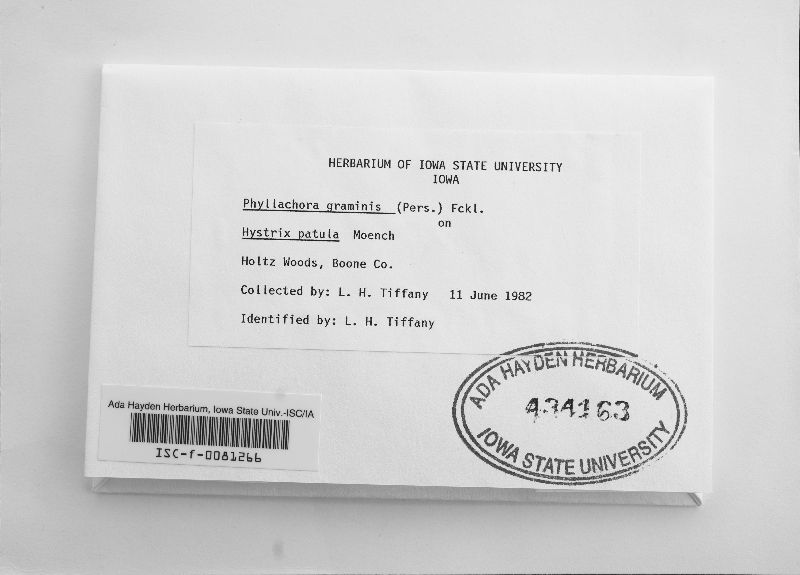 HERBARIUM OF IOWA STATE UNIVERSITY
IOWA
Phyllachora graminis (Pers.) Fckl.
on
Hystrix patula Moench
Holtz Woods, Boone Co.
Collected by: L. H. Tiffany 11 June 1982
Identified by: L. H. Tiffany
ADA HAYDEN HERBARIUM
434163
IOWA STATE UNIVERSITY
Ada Hayden Herbarium, Iowa State Univ.-ISC/IA
ISC-f-0081266